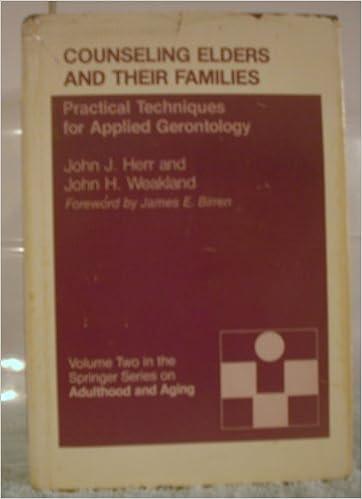 COUNSELING ELDERS
AND THEIR FAMILIES
Practical Techniques
for Applied Gerontology
John J. Herr and
John H. Weakland
Foreword by James E. Birren
Volume Two in the
Springer Series on
Adulthood and Aging